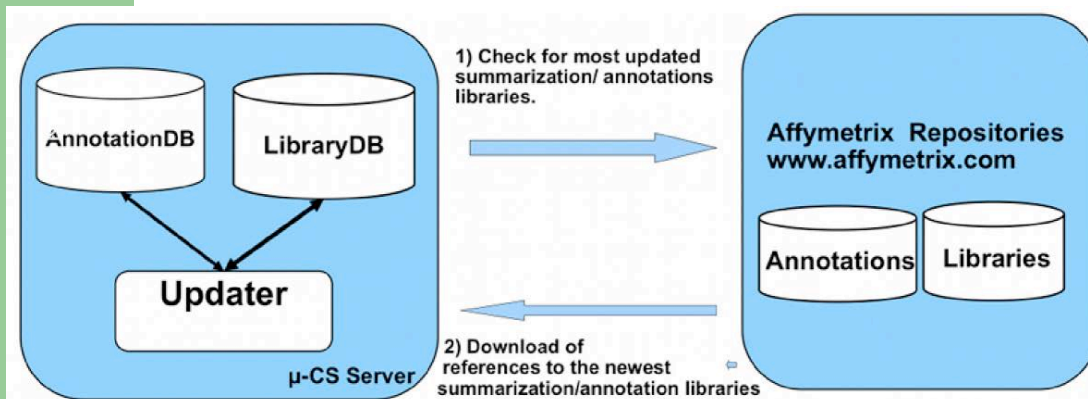 AnnotationDB
LibraryDB
Updater
µ-CS Server
1) Check for most updated
summarization/ annotations
libraries.
2) Download of
references to the newest
summarization/annotation libraries
Affymetrix Repositories
www.affymetrix.com
Annotations
Libraries